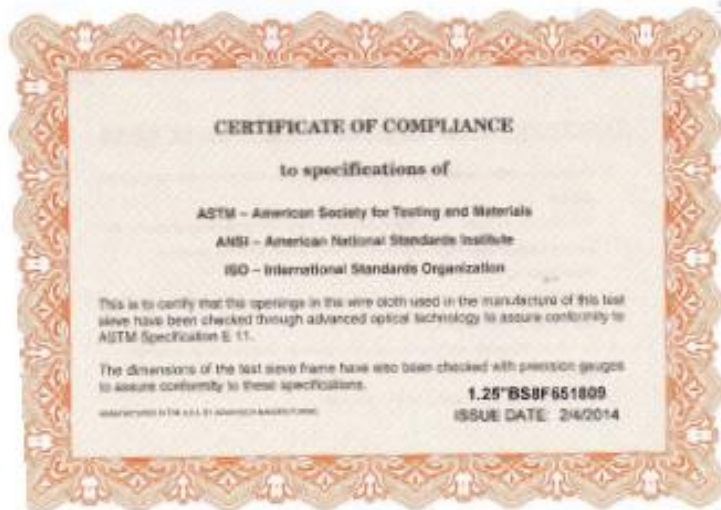 CERTIFICATE OF COMPLIANCE
to specifications of
ASTM – American Society for Testing and Materials
ANSI – American National Standards Institute
ISO – International Standards Organization
This is to certify that the openings in the wire cloth used in the manufacture of this test
sieve have been checked through advanced optical technology to assure conformity to
ASTM Specification E 11.
The dimensions of the test sieve frame have also been checked with precision gauges
to assure conformity to these specifications.
1.25"BS8F651809
MANUFACTURED IN THE U.S.A. BY
ISSUE DATE: 2/4/2014